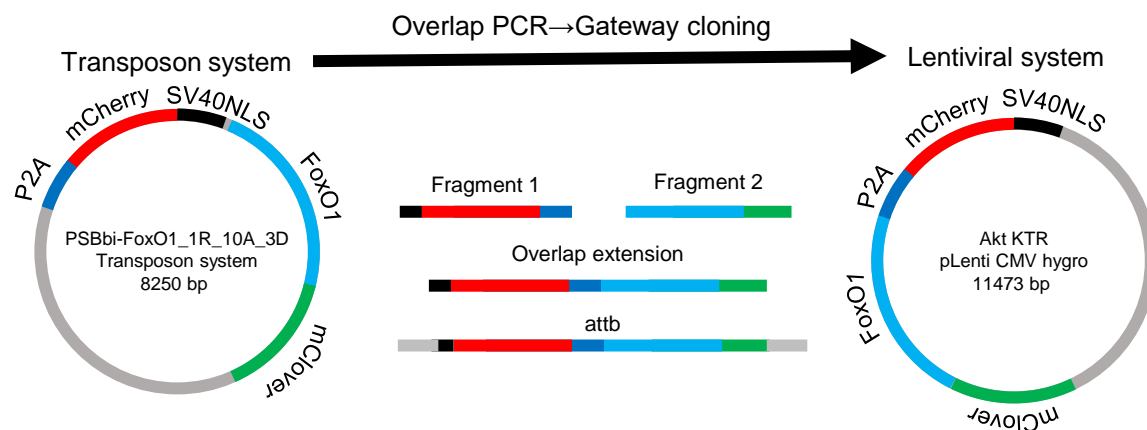 Overlap PCR→Gateway cloning
Transposon system
Lentiviral system
P2A
mCherry
SV40NLS
FoxO1
mClover
PSBbi-FoxO1_1R_10A_3D
Transposon system
8250 bp
Fragment 1
Fragment 2
Overlap extension
attb
P2A
mCherry
SV40NLS
FoxO1
mClover
Akt KTR
pLenti CMV hygro
11473 bp